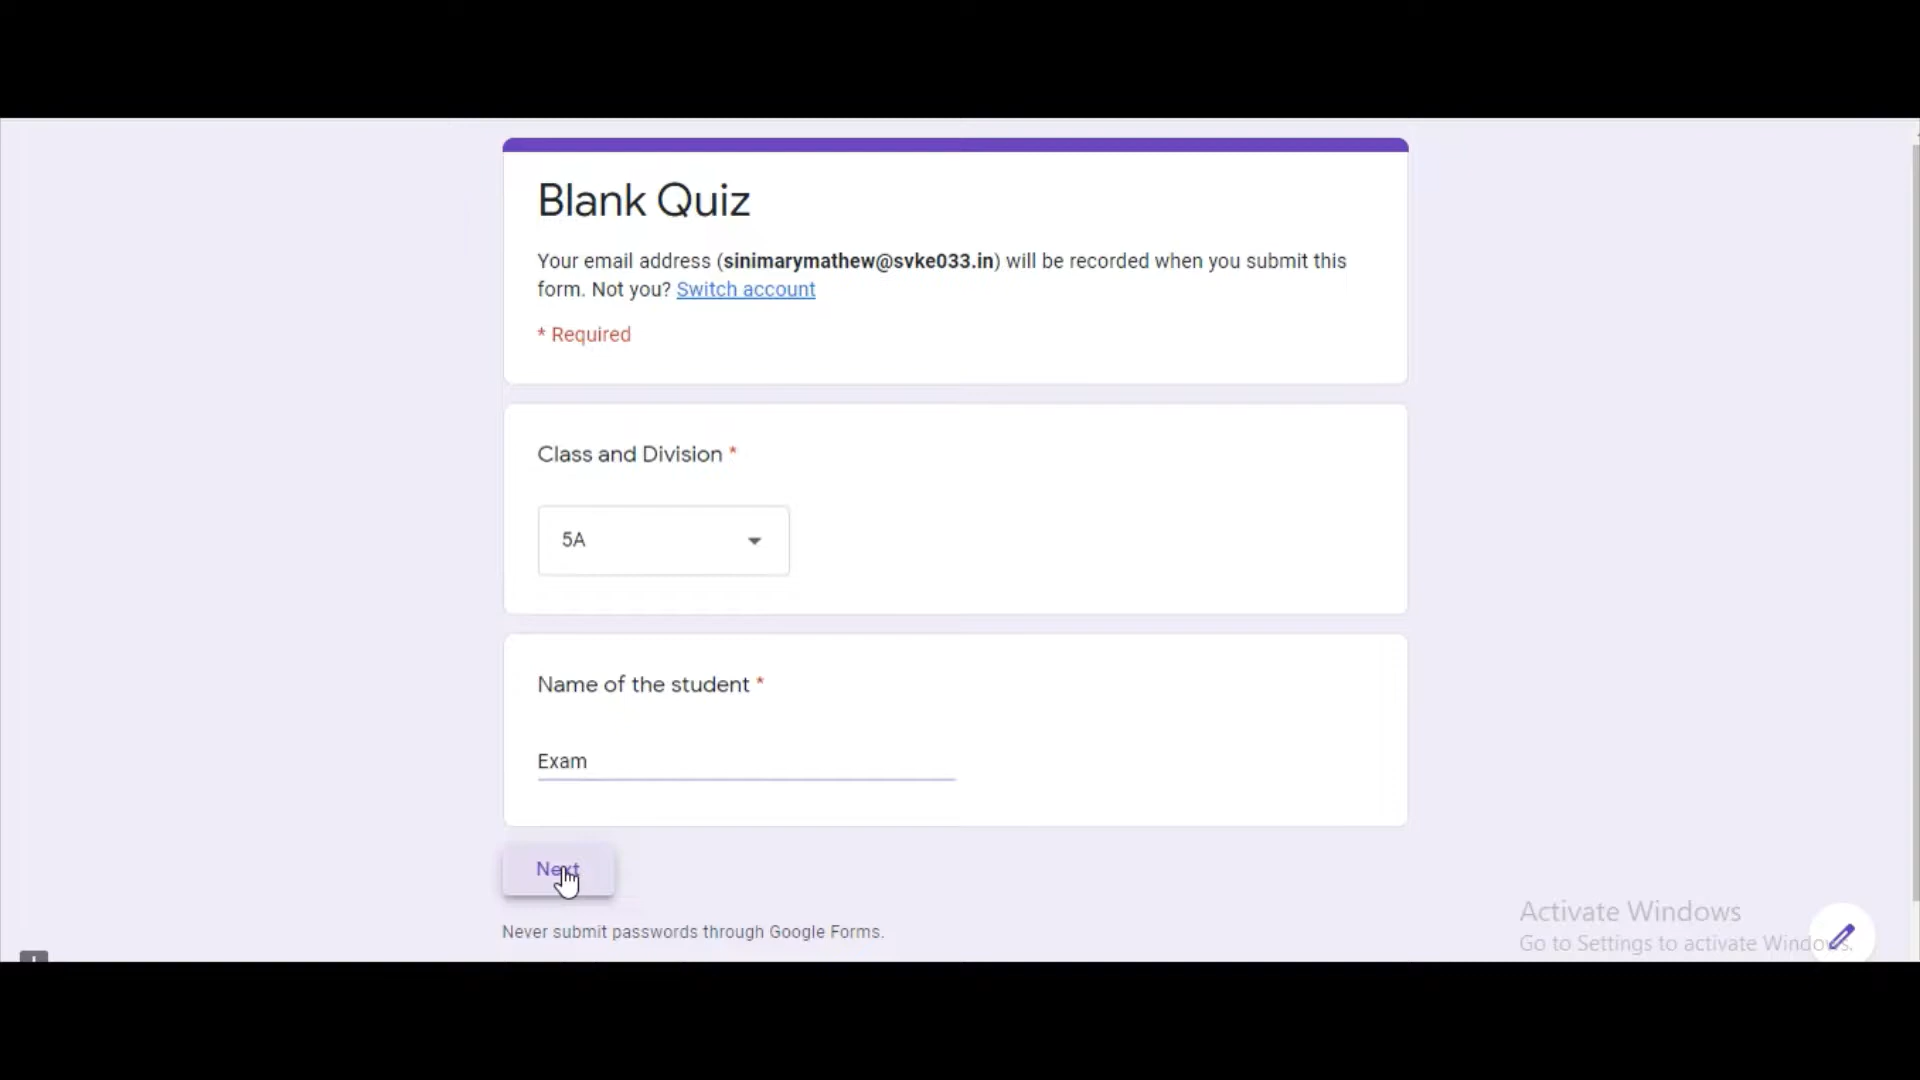 Blank Quiz
Your email address (sinimarymathew@svke033.in) will be recorded when you submit this
form. Not you? Switch account
* Required
Class and Division *
5A
Name of the student *
Exam
Next
Never submit passwords through Google Forms.
Activate Windows
Go to Settings to activate Windows.